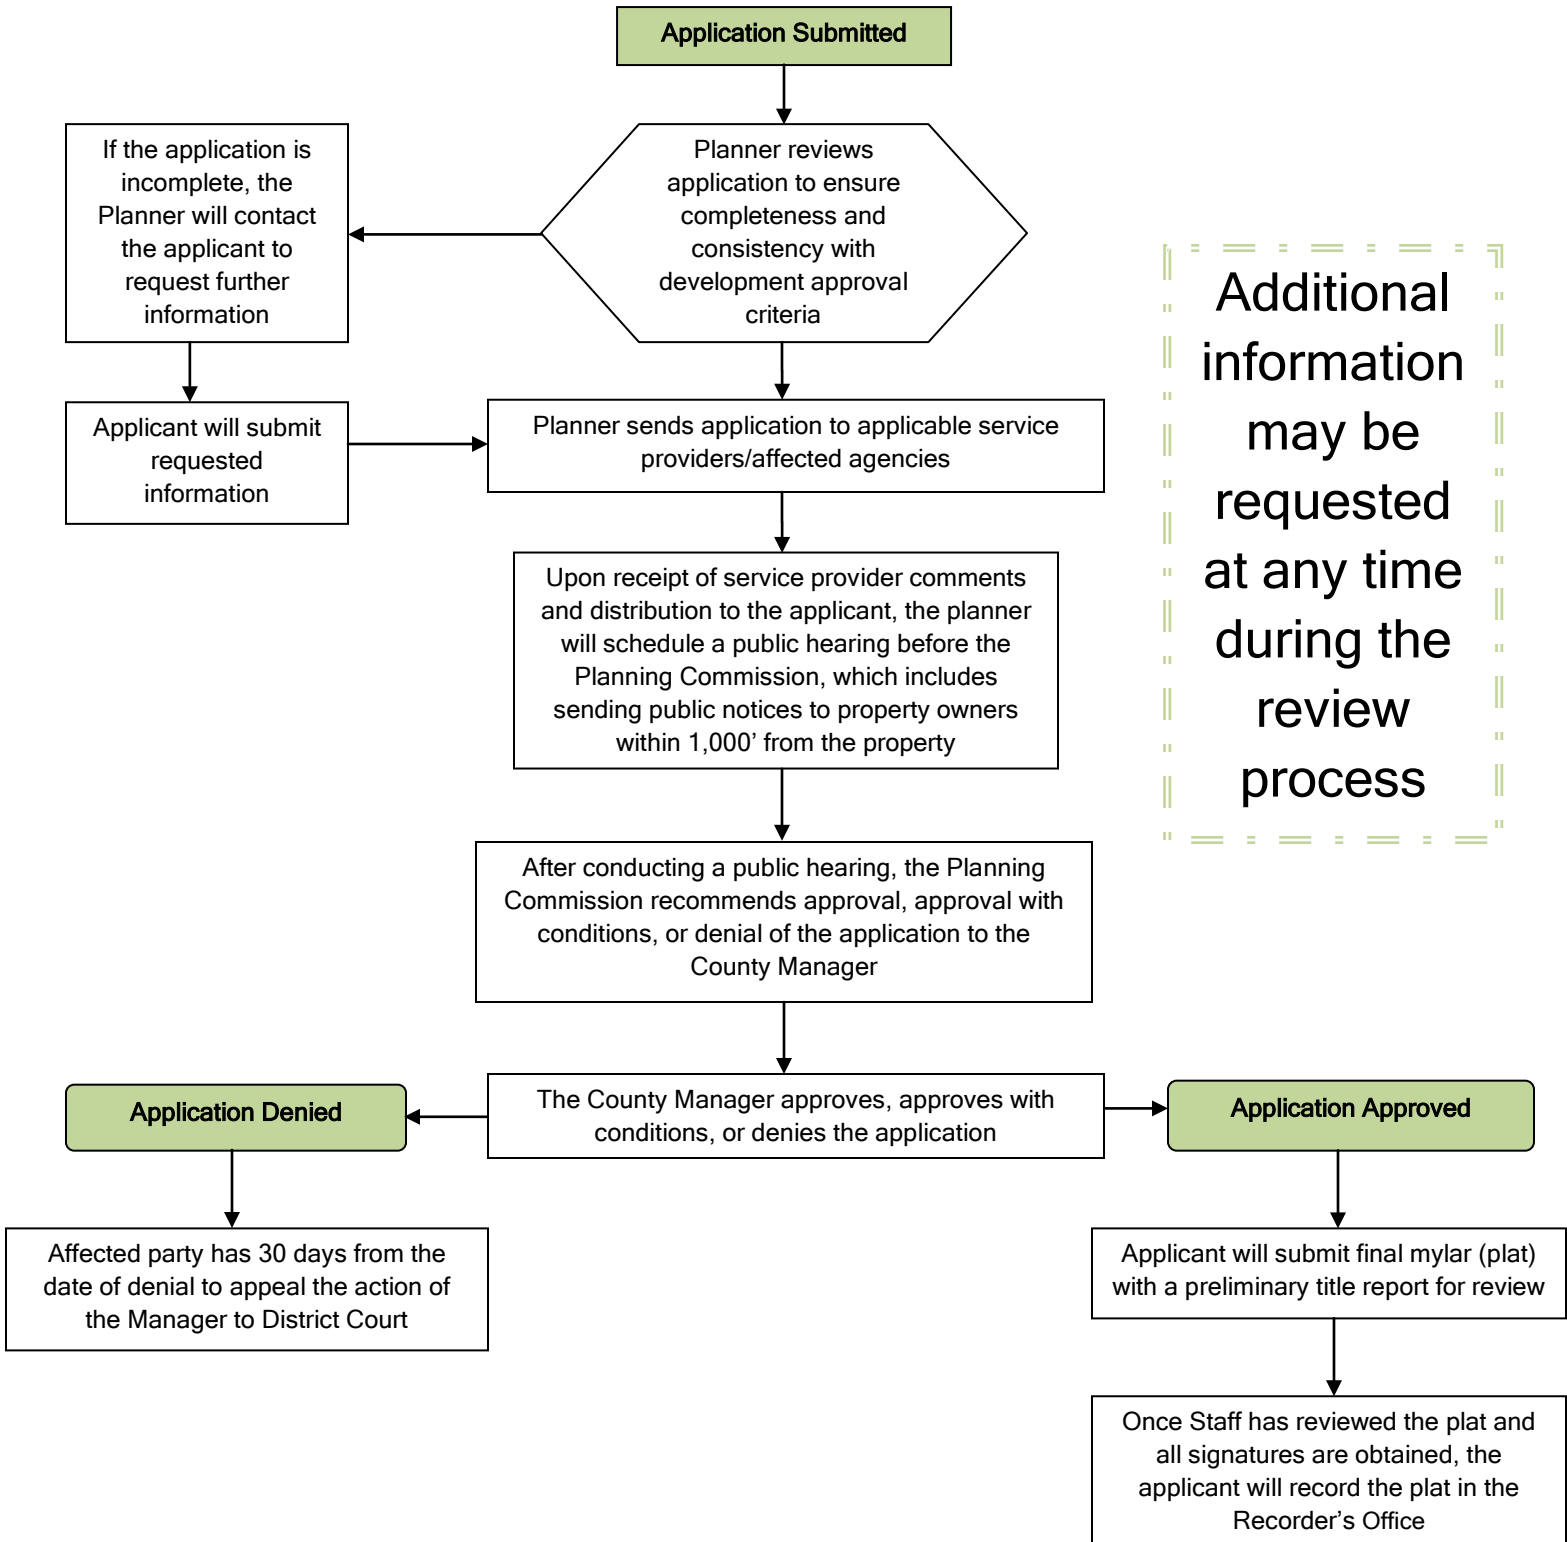 Application Submitted
If the application is
incomplete, the
Planner will contact
the applicant to
request further
information
Planner reviews
application to ensure
completeness and
consistency with
development approval
criteria
Applicant will submit
requested
information
Planner sends application to applicable service
providers/affected agencies
Upon receipt of service provider comments
and distribution to the applicant, the planner
will schedule a public hearing before the
Planning Commission, which includes
sending public notices to property owners
within 1,000’ from the property
Additional
information
may be
requested
at any time
during the
review
process
After conducting a public hearing, the Planning
Commission recommends approval, approval with
conditions, or denial of the application to the
County Manager
The County Manager approves, approves with
conditions, or denies the application
Application Denied
Application Approved
Affected party has 30 days from the
date of denial to appeal the action of
the Manager to District Court
Applicant will submit final mylar (plat)
with a preliminary title report for review
Once Staff has reviewed the plat and
all signatures are obtained, the
applicant will record the plat in the
Recorder’s Office